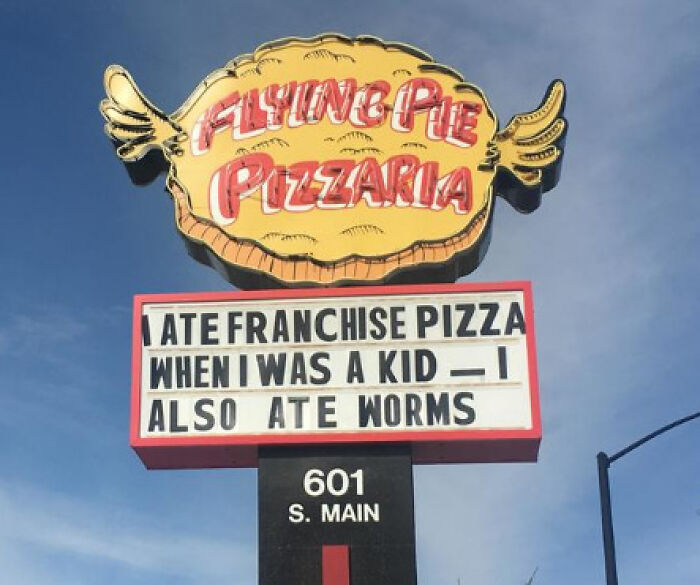 FLYING PIE
PIZZARIA
I ATE FRANCHISE PIZZA
WHEN I WAS A KID — I
ALSO ATE WORMS
601
S. MAIN